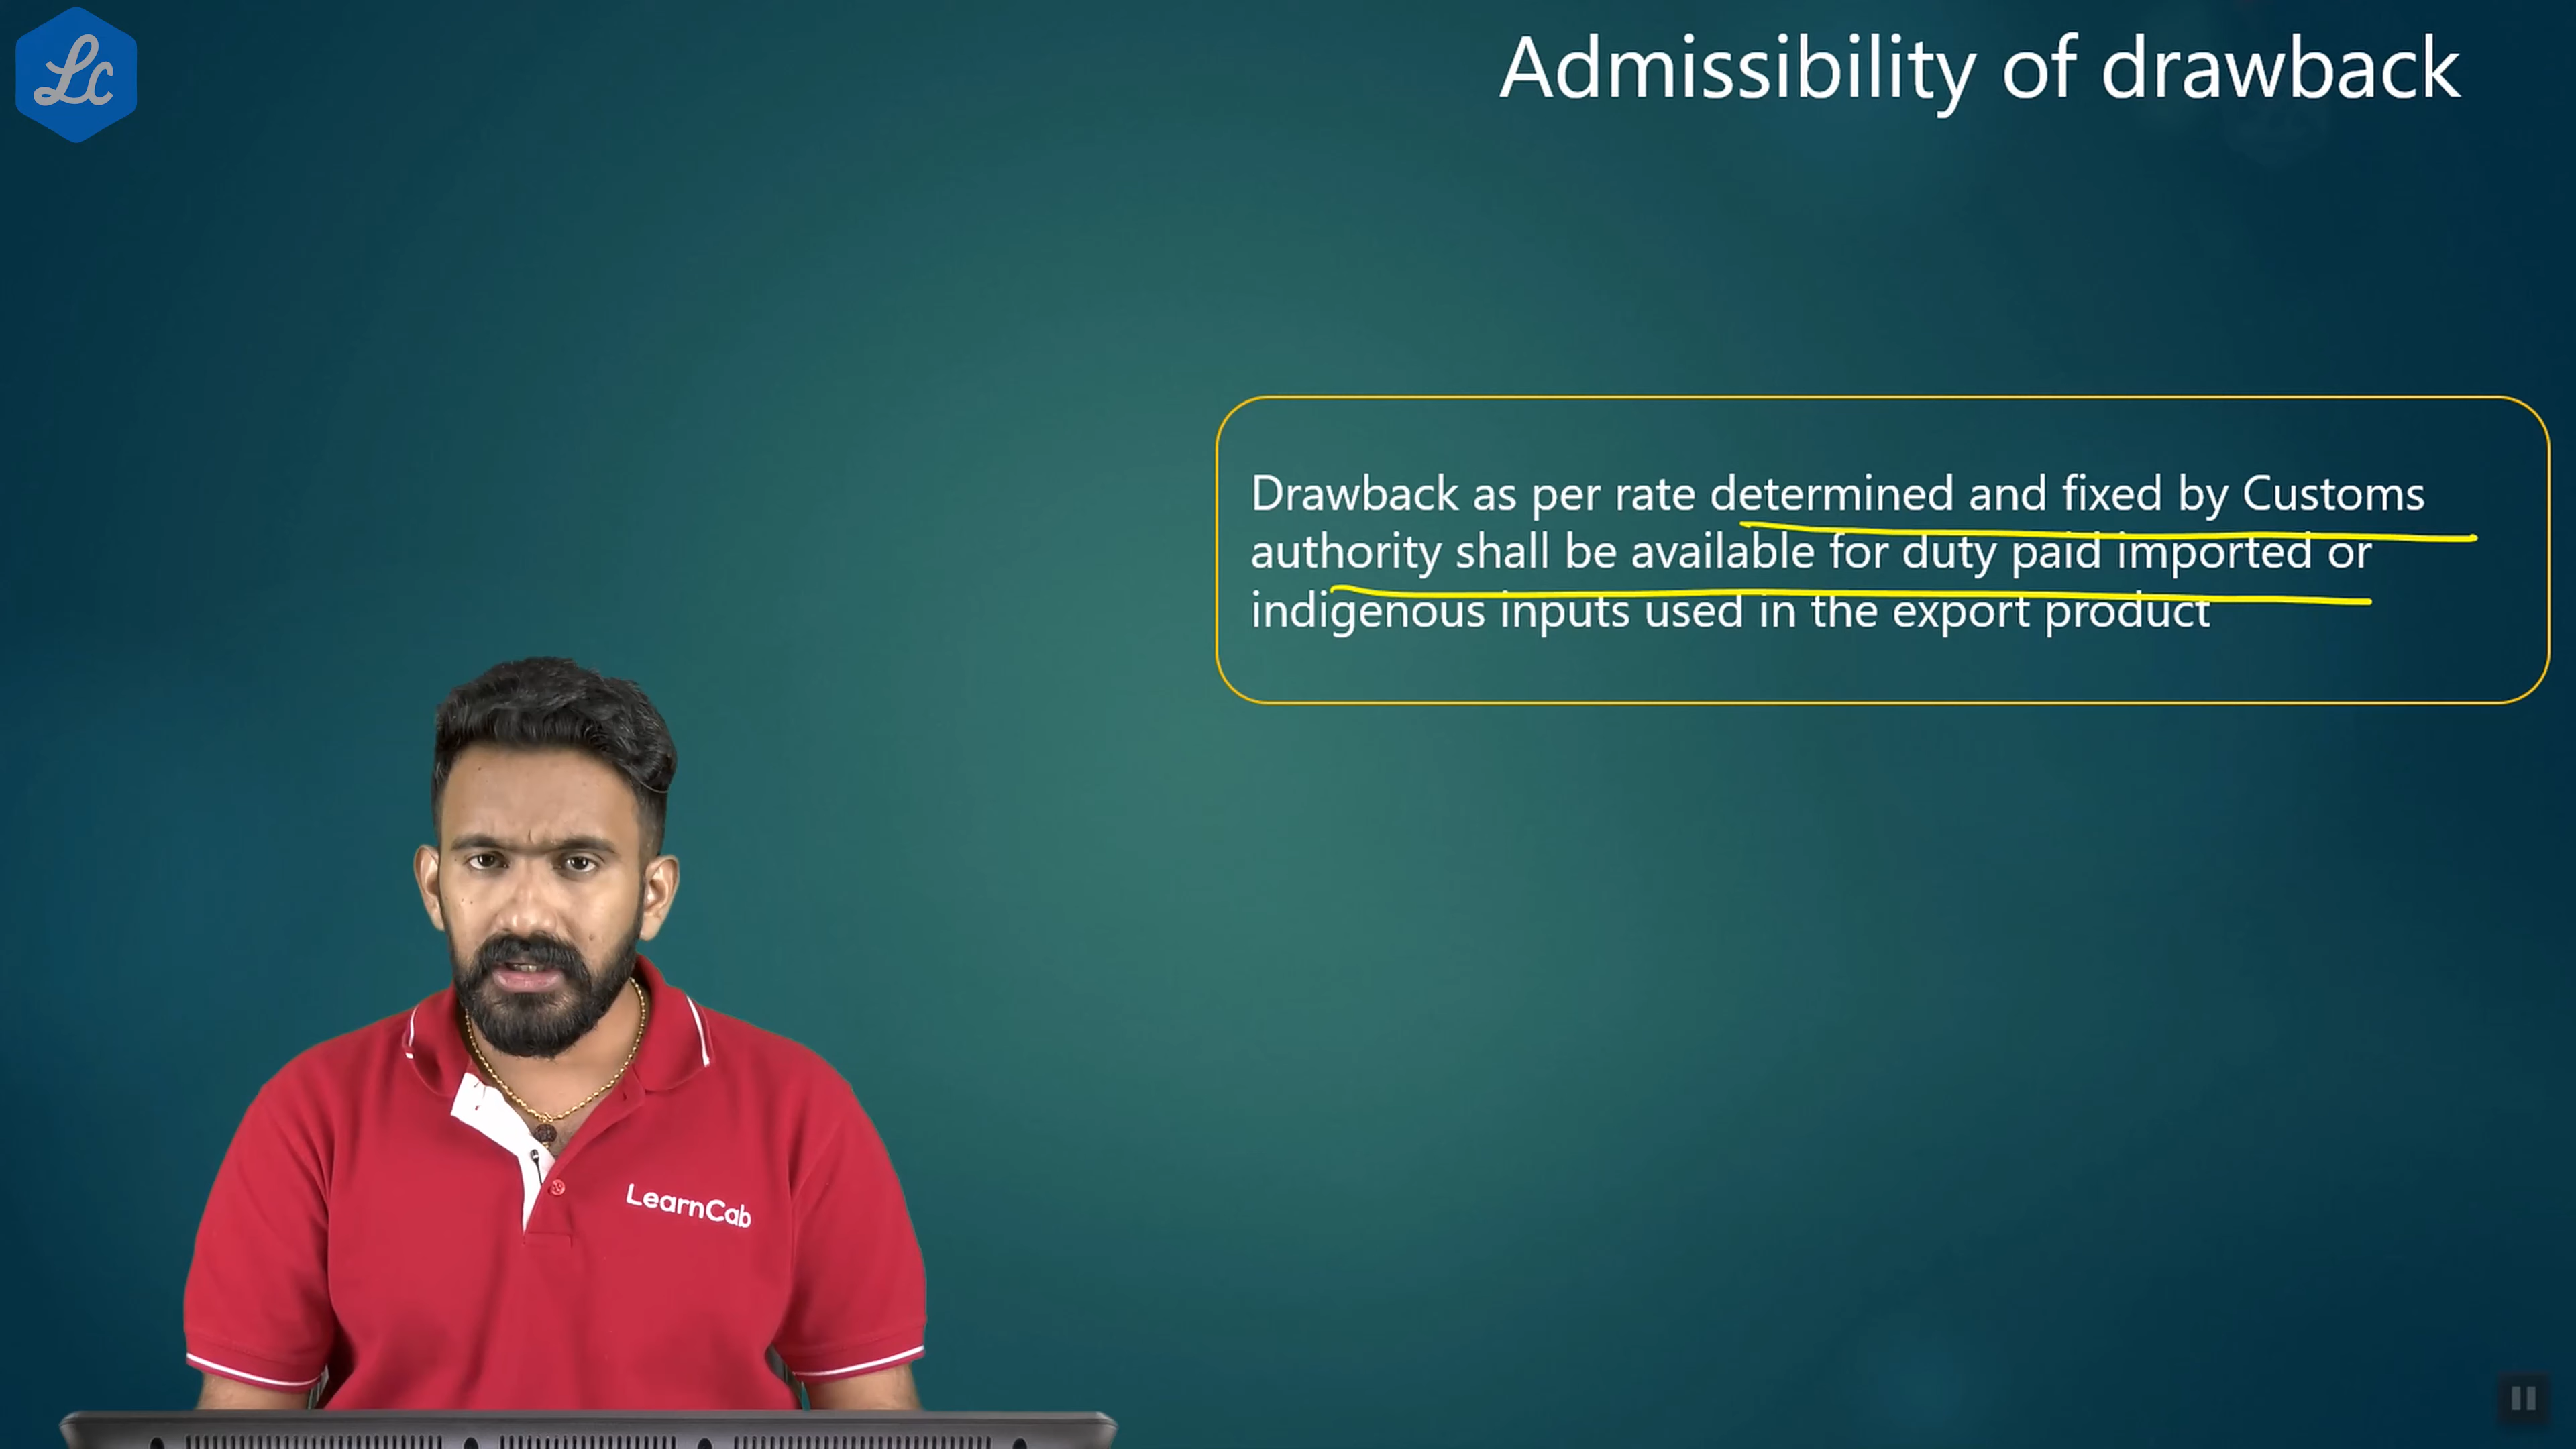 Lc
Admissibility of drawback
Drawback as per rate determined and fixed by Customs
authority shall be available for duty paid imported or
indigenous inputs used in the export product
LearnCab